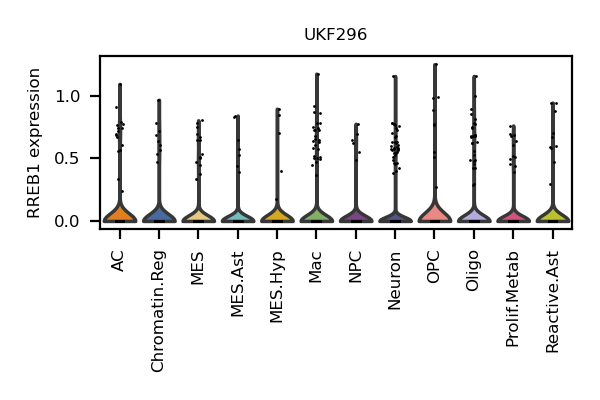 UKF296
RREB1 expression
1.0
0.5
0.0
AC
Chromatin.Reg
MES
MES.Ast
MES.Hyp
Mac
NPC
Neuron
OPC
Oligo
Prolif.Metab
Reactive.Ast